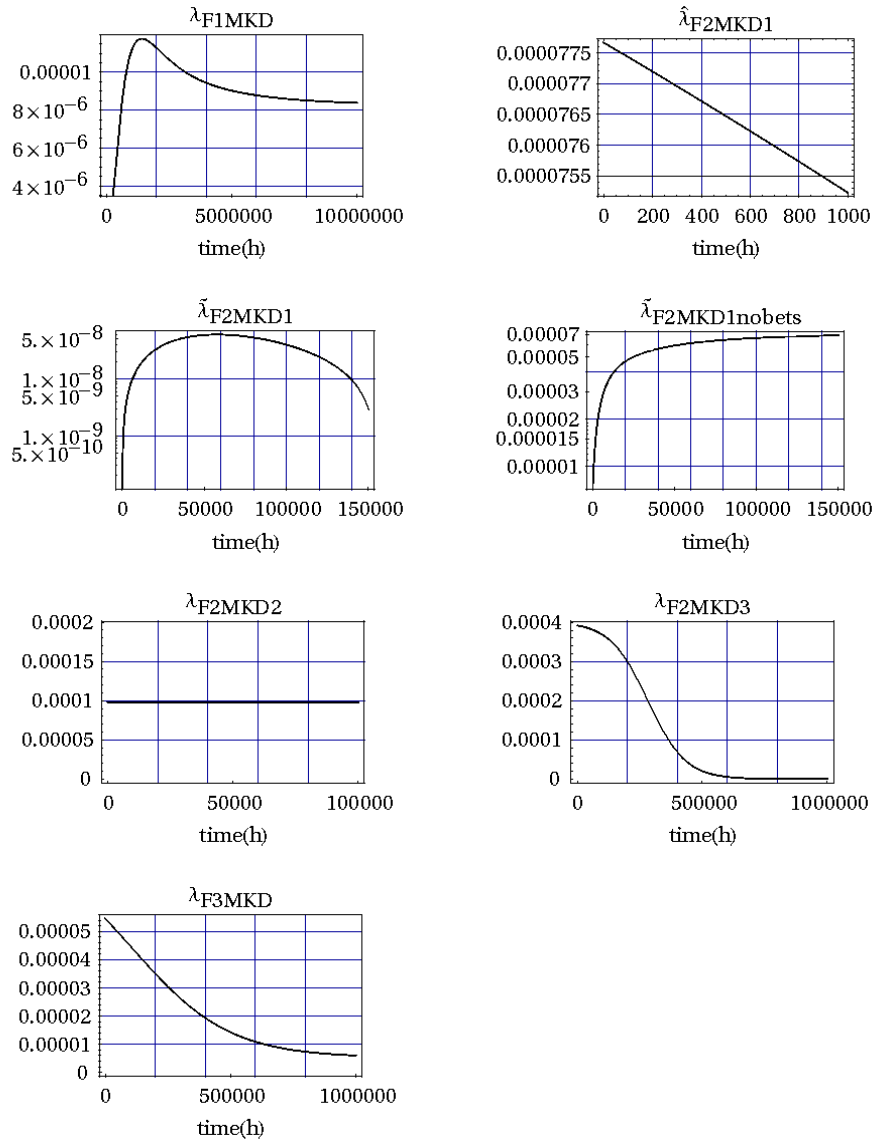 λF1MKD
0.00001
8×10-6
6×10-6
4×10-6
0 5000000 10000000
time(h)
λ̂F2MKD1
0.0000775
0.000077
0.0000765
0.000076
0.0000755
0 200 400 600 800 1000
time(h)
λ̃F2MKD1
5.×10-8
1.×10-8
5.×10-9
1.×10-9
5.×10-10
0 50000 100000 150000
time(h)
λ̃F2MKD1nobets
0.00007
0.00005
0.00003
0.00002
0.000015
0.00001
0 50000 100000 150000
time(h)
λF2MKD2
0.0002
0.00015
0.0001
0.00005
0
0 50000 100000
time(h)
λF2MKD3
0.0004
0.0003
0.0002
0.0001
0
0 500000 1000000
time(h)
λF3MKD
0.00005
0.00004
0.00003
0.00002
0.00001
0
0 500000 1000000
time(h)